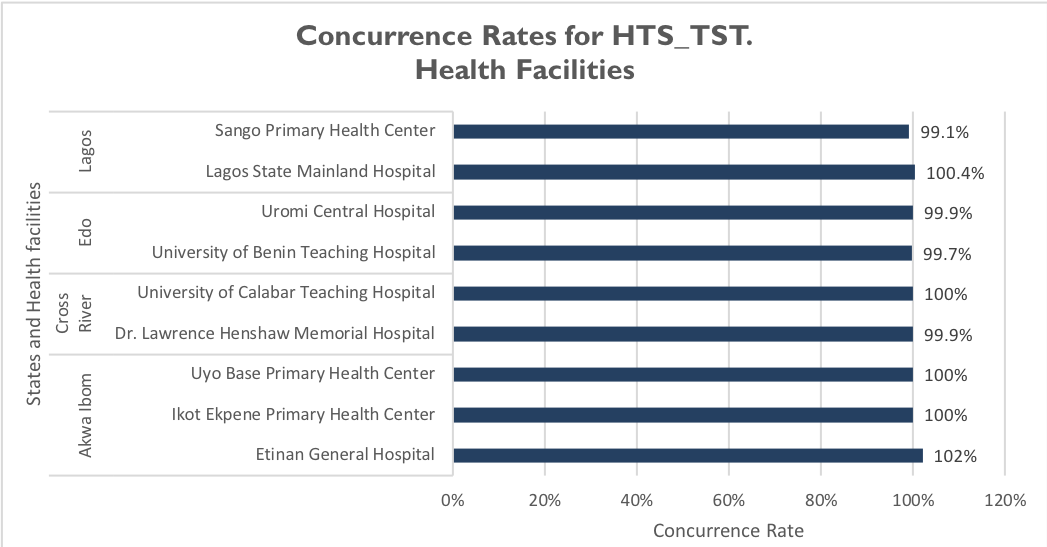 Concurrence Rates for HTS_TST.
Health Facilities
States and Health facilities
Lagos
Sango Primary Health Center 99.1%
Lagos State Mainland Hospital 100.4%
Edo
Uromi Central Hospital 99.9%
University of Benin Teaching Hospital 99.7%
Cross
River
University of Calabar Teaching Hospital 100%
Dr. Lawrence Henshaw Memorial Hospital 99.9%
Akwa Ibom
Uyo Base Primary Health Center 100%
Ikot Ekpene Primary Health Center 100%
Etinan General Hospital 102%
0% 20% 40% 60% 80% 100% 120%
Concurrence Rate